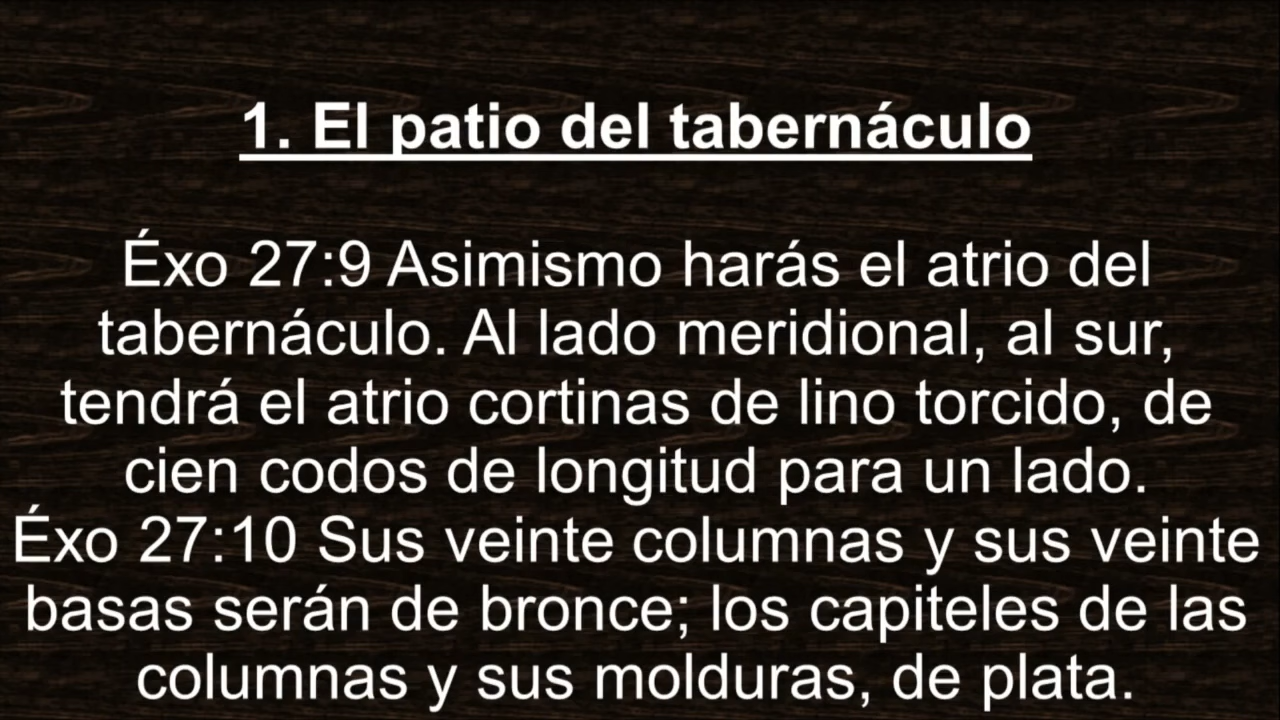 1. El patio del tabernáculo
Éxo 27:9 Asimismo harás el atrio del
tabernáculo. Al lado meridional, al sur,
tendrá el atrio cortinas de lino torcido, de
cien codos de longitud para un lado.
Éxo 27:10 Sus veinte columnas y sus veinte
basas serán de bronce; los capiteles de las
columnas y sus molduras, de plata.